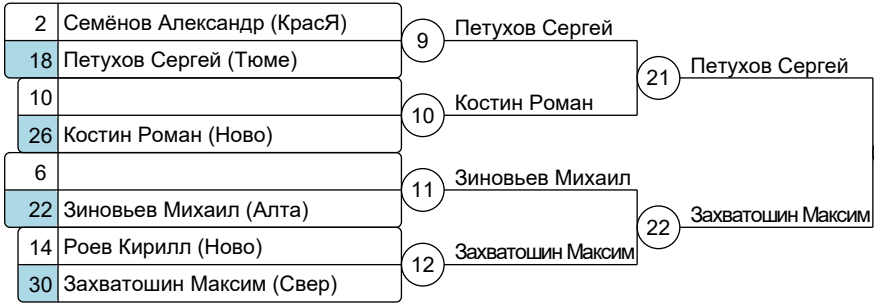 2 Семёнов Александр (КрасЯ)
18 Петухов Сергей (Тюме)
10
26 Костин Роман (Ново)
6
22 Зиновьев Михаил (Алта)
14 Роев Кирилл (Ново)
30 Захватошин Максим (Свер)
9 Петухов Сергей
10 Костин Роман
11 Зиновьев Михаил
12 Захватошин Максим
21 Петухов Сергей
22 Захватошин Максим